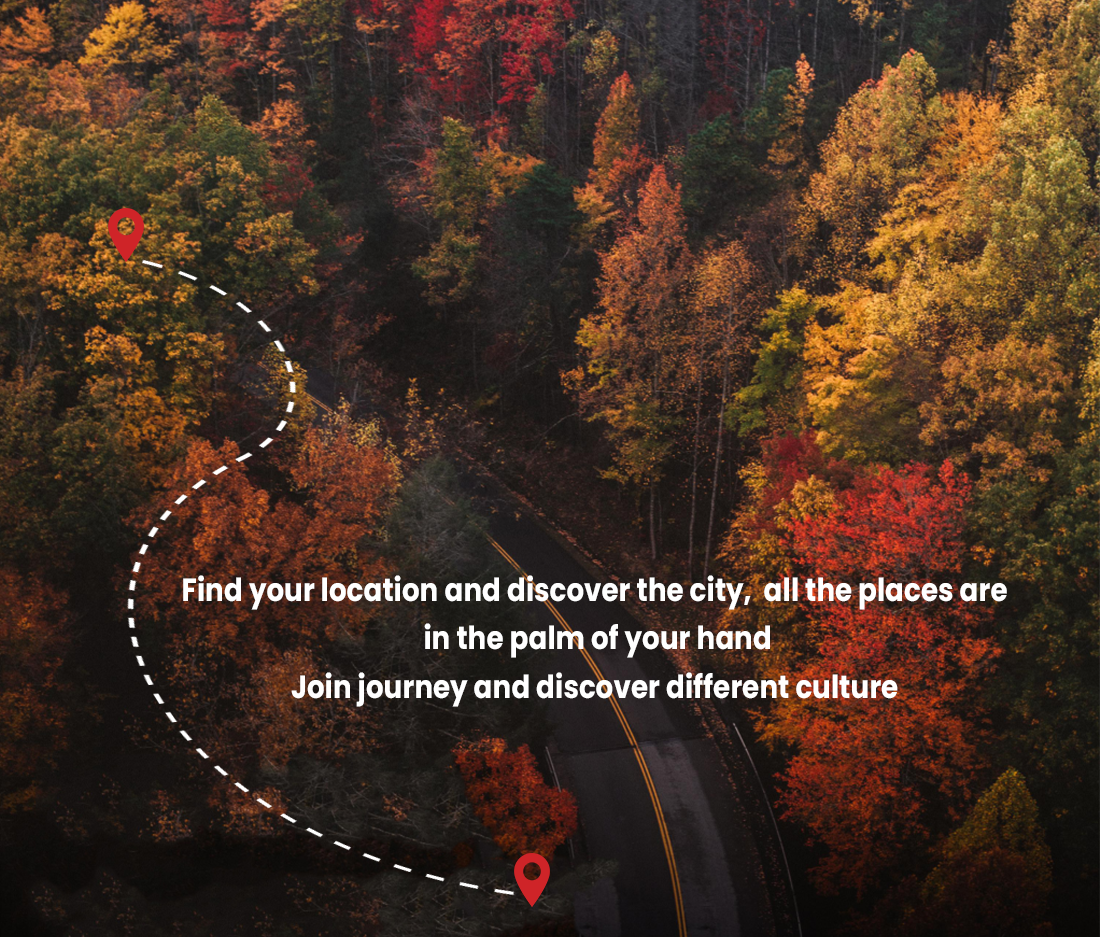 Find your location and discover the city,  all the places are
in the palm of your hand
Join journey and discover different culture